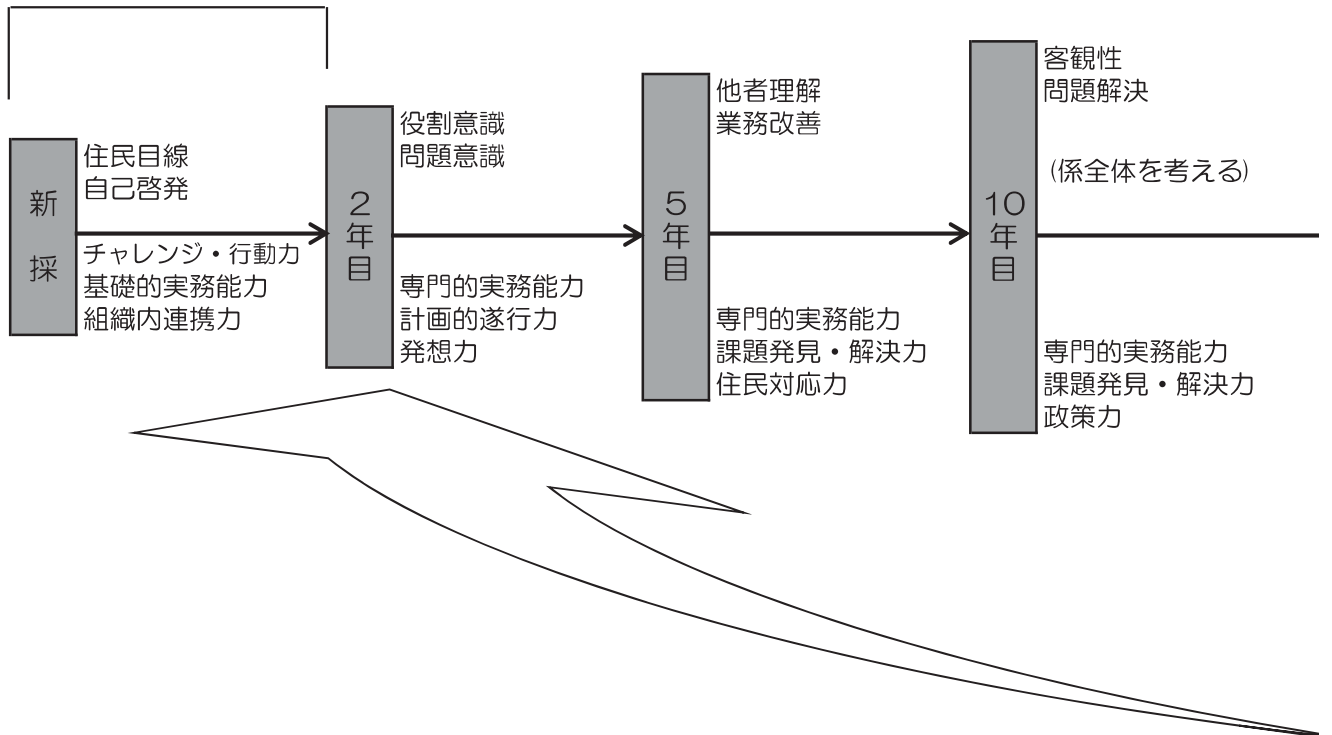 新採
住民目線
自己啓発
チャレンジ・行動力
基礎的実務能力
組織内連携力
2年目
役割意識
問題意識
専門的実務能力
計画的遂行力
発想力
5年目
他者理解
業務改善
専門的実務能力
課題発見・解決力
住民対応力
10年目
客観性
問題解決
(係全体を考える)
専門的実務能力
課題発見・解決力
政策力